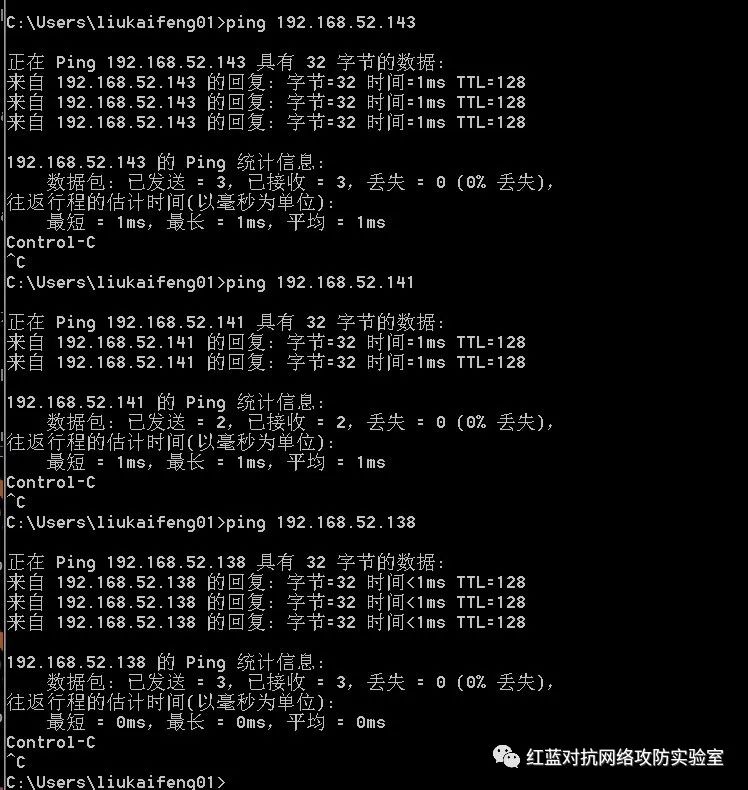 C:\Users\liukaifeng01>ping 192.168.52.143
正在 Ping 192.168.52.143 具有 32 字节的数据:
来自 192.168.52.143 的回复: 字节=32 时间=1ms TTL=128
来自 192.168.52.143 的回复: 字节=32 时间=1ms TTL=128
来自 192.168.52.143 的回复: 字节=32 时间=1ms TTL=128
192.168.52.143 的 Ping 统计信息:
数据包: 已发送 = 3，已接收 = 3，丢失 = 0 (0% 丢失)，
往返行程的估计时间(以毫秒为单位):
最短 = 1ms，最长 = 1ms，平均 = 1ms
Control-C
^C
C:\Users\liukaifeng01>ping 192.168.52.141
正在 Ping 192.168.52.141 具有 32 字节的数据:
来自 192.168.52.141 的回复: 字节=32 时间=1ms TTL=128
来自 192.168.52.141 的回复: 字节=32 时间=1ms TTL=128
192.168.52.141 的 Ping 统计信息:
数据包: 已发送 = 2，已接收 = 2，丢失 = 0 (0% 丢失)，
往返行程的估计时间(以毫秒为单位):
最短 = 1ms，最长 = 1ms，平均 = 1ms
Control-C
^C
C:\Users\liukaifeng01>ping 192.168.52.138
正在 Ping 192.168.52.138 具有 32 字节的数据:
来自 192.168.52.138 的回复: 字节=32 时间<1ms TTL=128
来自 192.168.52.138 的回复: 字节=32 时间<1ms TTL=128
来自 192.168.52.138 的回复: 字节=32 时间<1ms TTL=128
192.168.52.138 的 Ping 统计信息:
数据包: 已发送 = 3，已接收 = 3，丢失 = 0 (0% 丢失)，
往返行程的估计时间(以毫秒为单位):
最短 = 0ms，最长 = 0ms，平均 = 0ms
Control-C
^C
C:\Users\liukaifeng01>
红蓝对抗网络攻防实验室